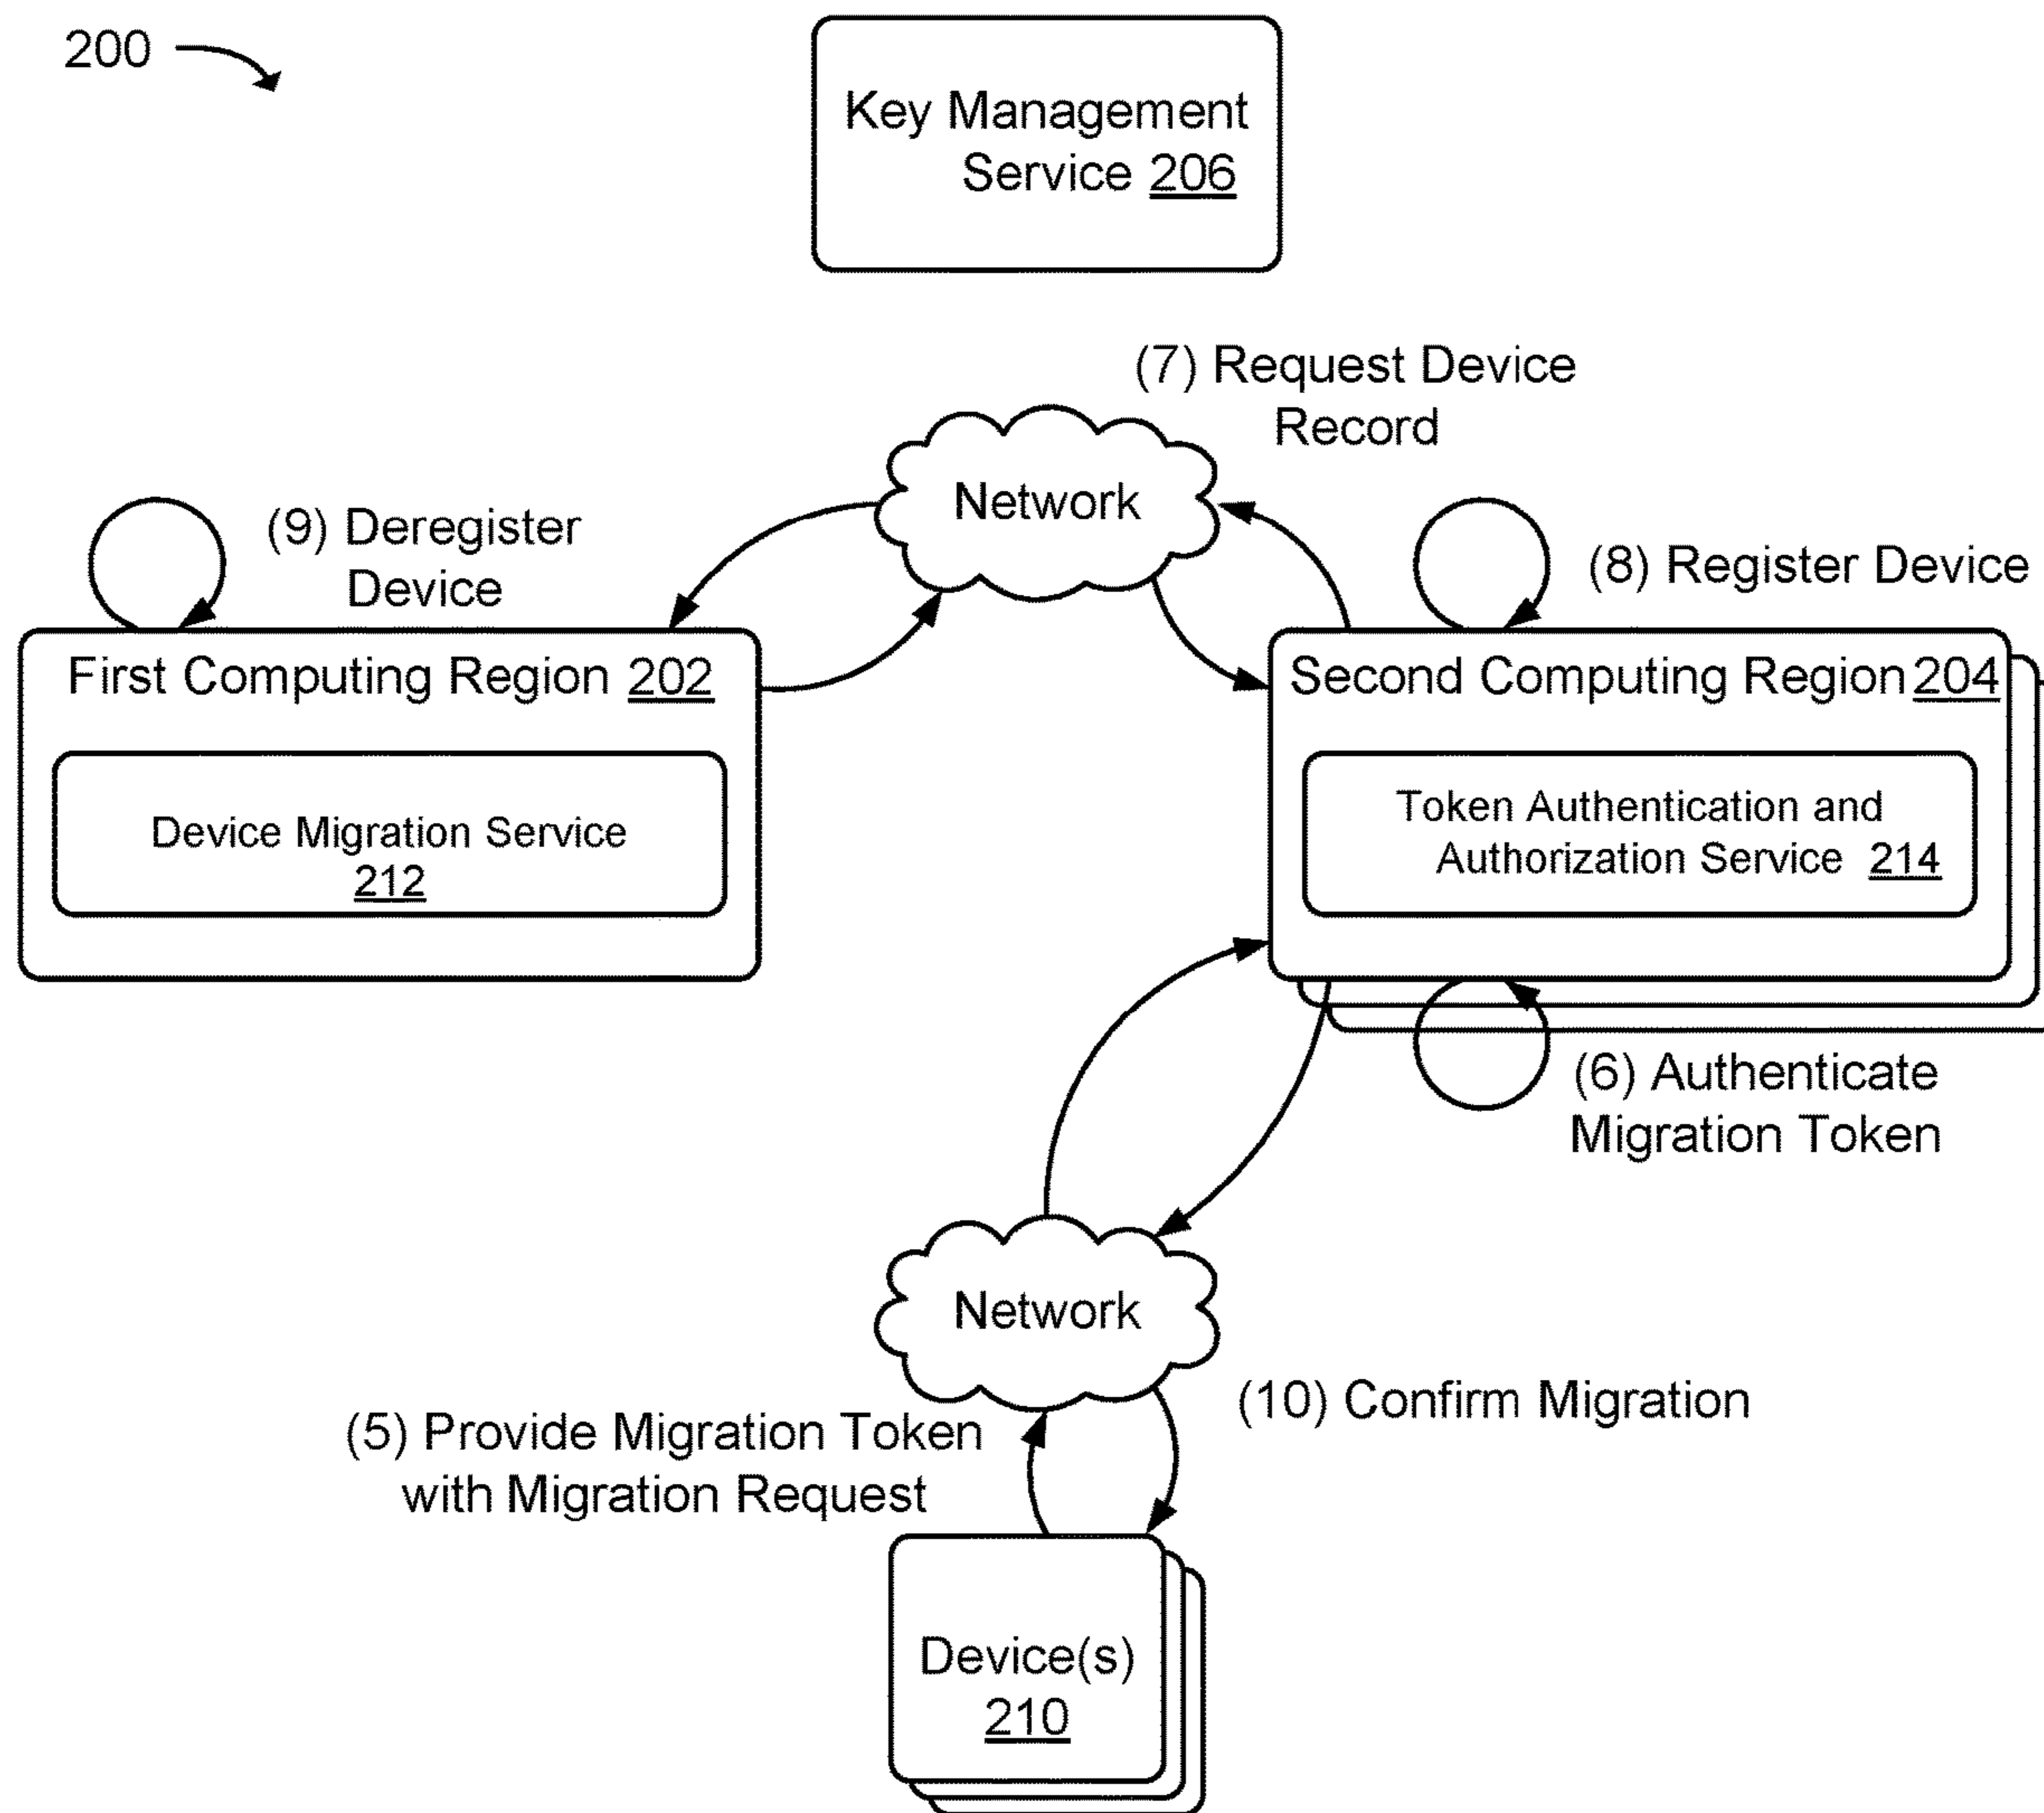 200
Key Management
Service 206
(7) Request Device
Record
Network
(9) Deregister
Device
(8) Register Device
First Computing Region 202
Second Computing Region 204
Device Migration Service
212
Token Authentication and
Authorization Service 214
(6) Authenticate
Migration Token
Network
(10) Confirm Migration
(5) Provide Migration Token
with Migration Request
Device(s)
210